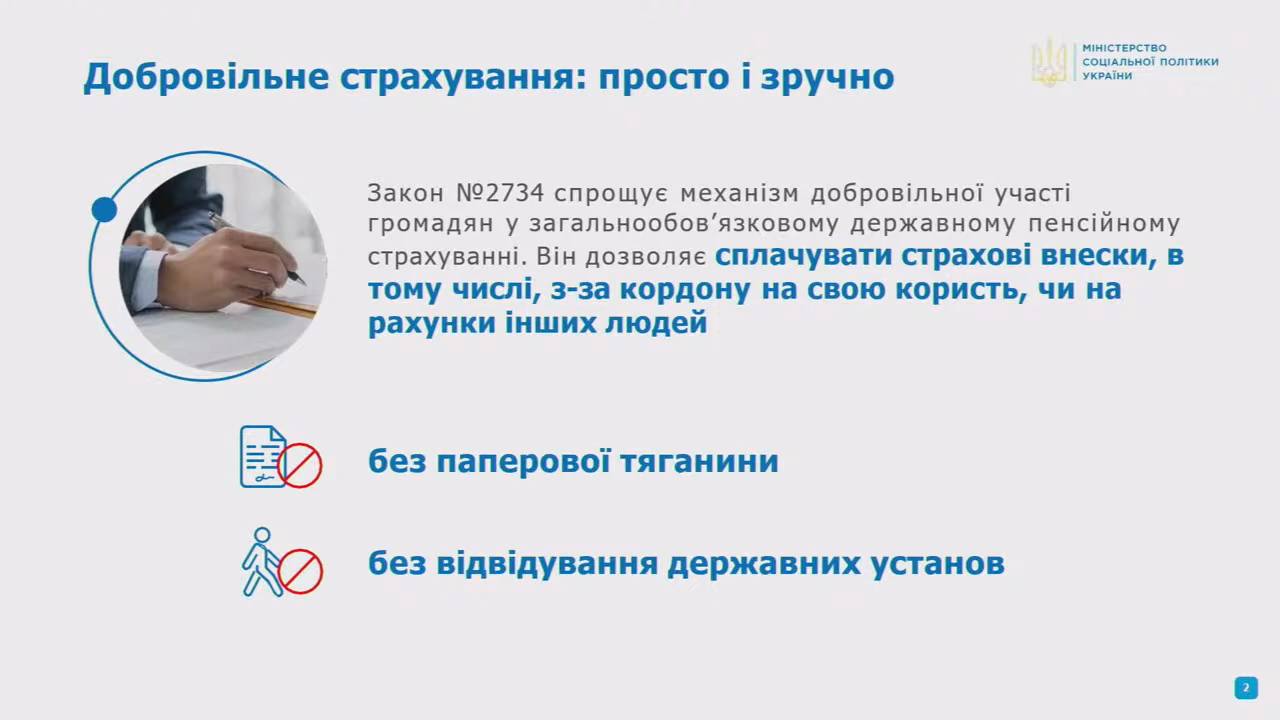 Добровільне страхування: просто і зручно
МІНІСТЕРСТВО
СОЦІАЛЬНОЇ ПОЛІТИКИ
УКРАЇНИ
Закон №2734 спрощує механізм добровільної участі
громадян у загальнообов’язковому державному пенсійному
страхуванні. Він дозволяє сплачувати страхові внески, в
тому числі, з-за кордону на свою користь, чи на
рахунки інших людей
без паперової тяганини
без відвідування державних установ
2